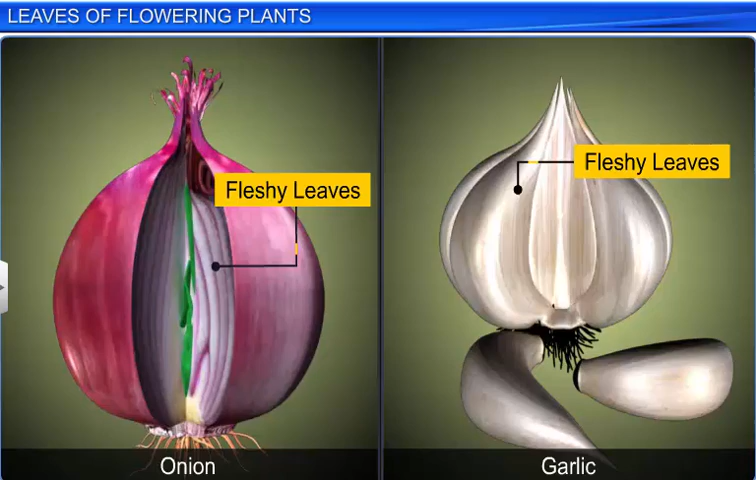 LEAVES OF FLOWERING PLANTS
Fleshy Leaves
Fleshy Leaves
Onion
Garlic